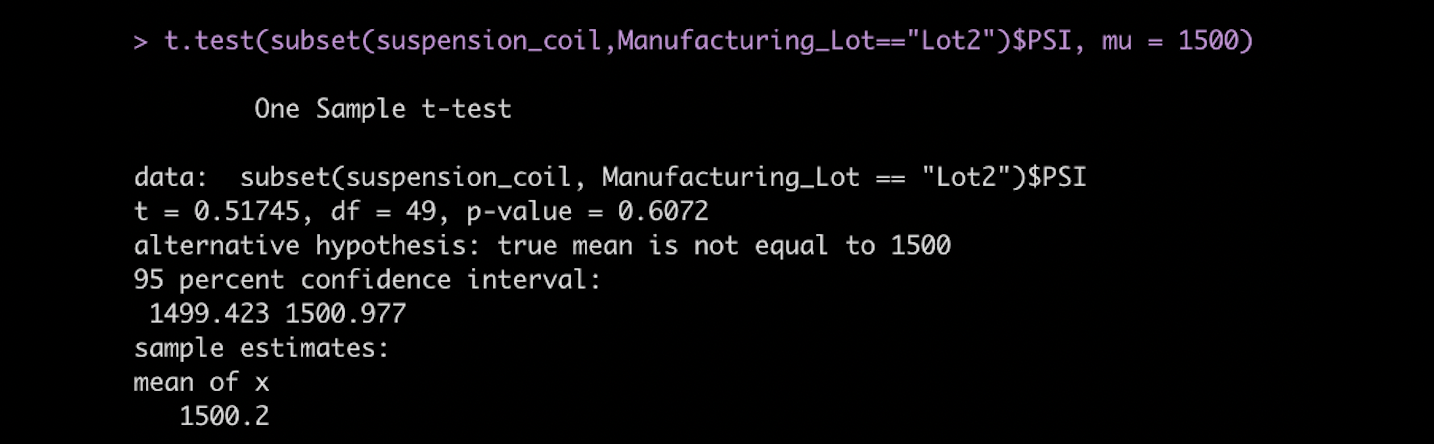 > t.test(subset(suspension_coil,Manufacturing_Lot=="Lot2")$PSI, mu = 1500)
One Sample t-test
data:  subset(suspension_coil, Manufacturing_Lot == "Lot2")$PSI
t = 0.51745, df = 49, p-value = 0.6072
alternative hypothesis: true mean is not equal to 1500
95 percent confidence interval:
1499.423 1500.977
sample estimates:
mean of x
1500.2